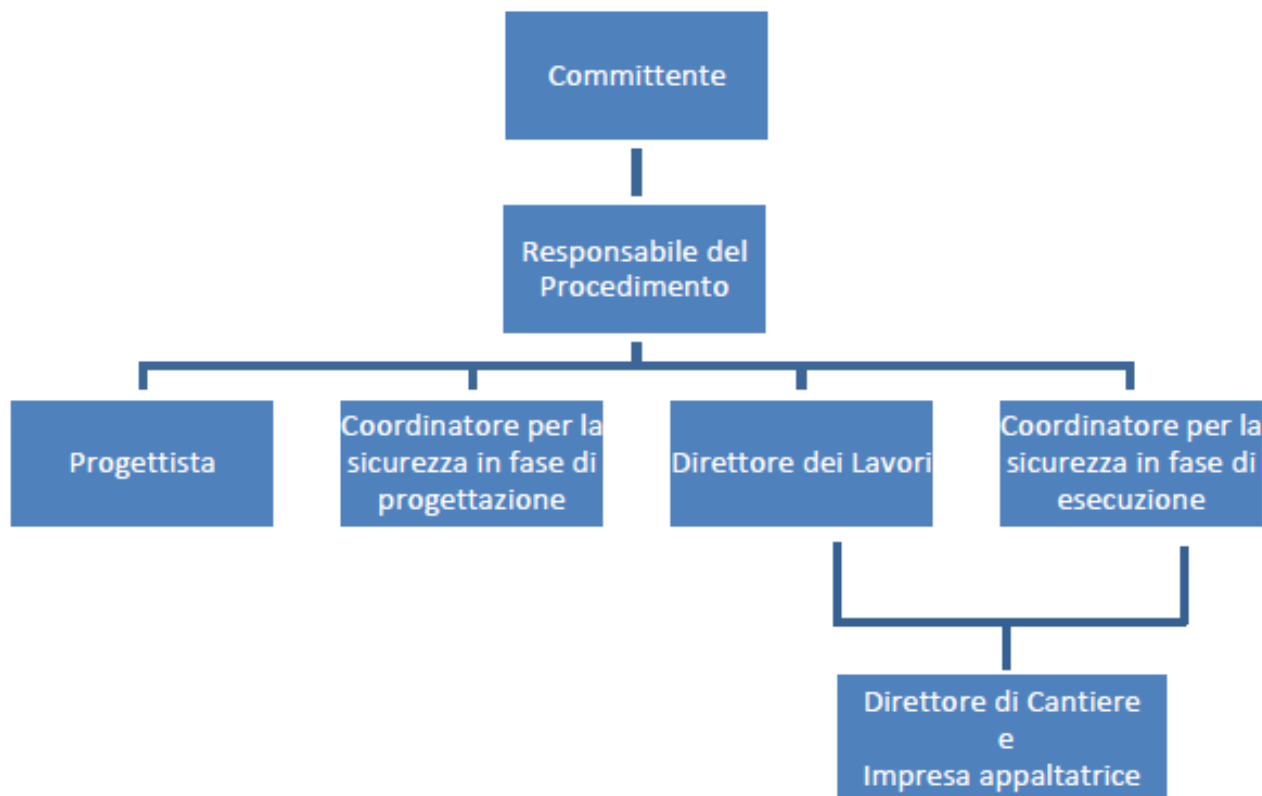 Committente
Responsabile del
Procedimento
Progettista
Coordinatore per la
sicurezza in fase di
progettazione
Direttore dei Lavori
Coordinatore per la
sicurezza in fase di
esecuzione
Direttore di Cantiere
e
Impresa appaltatrice